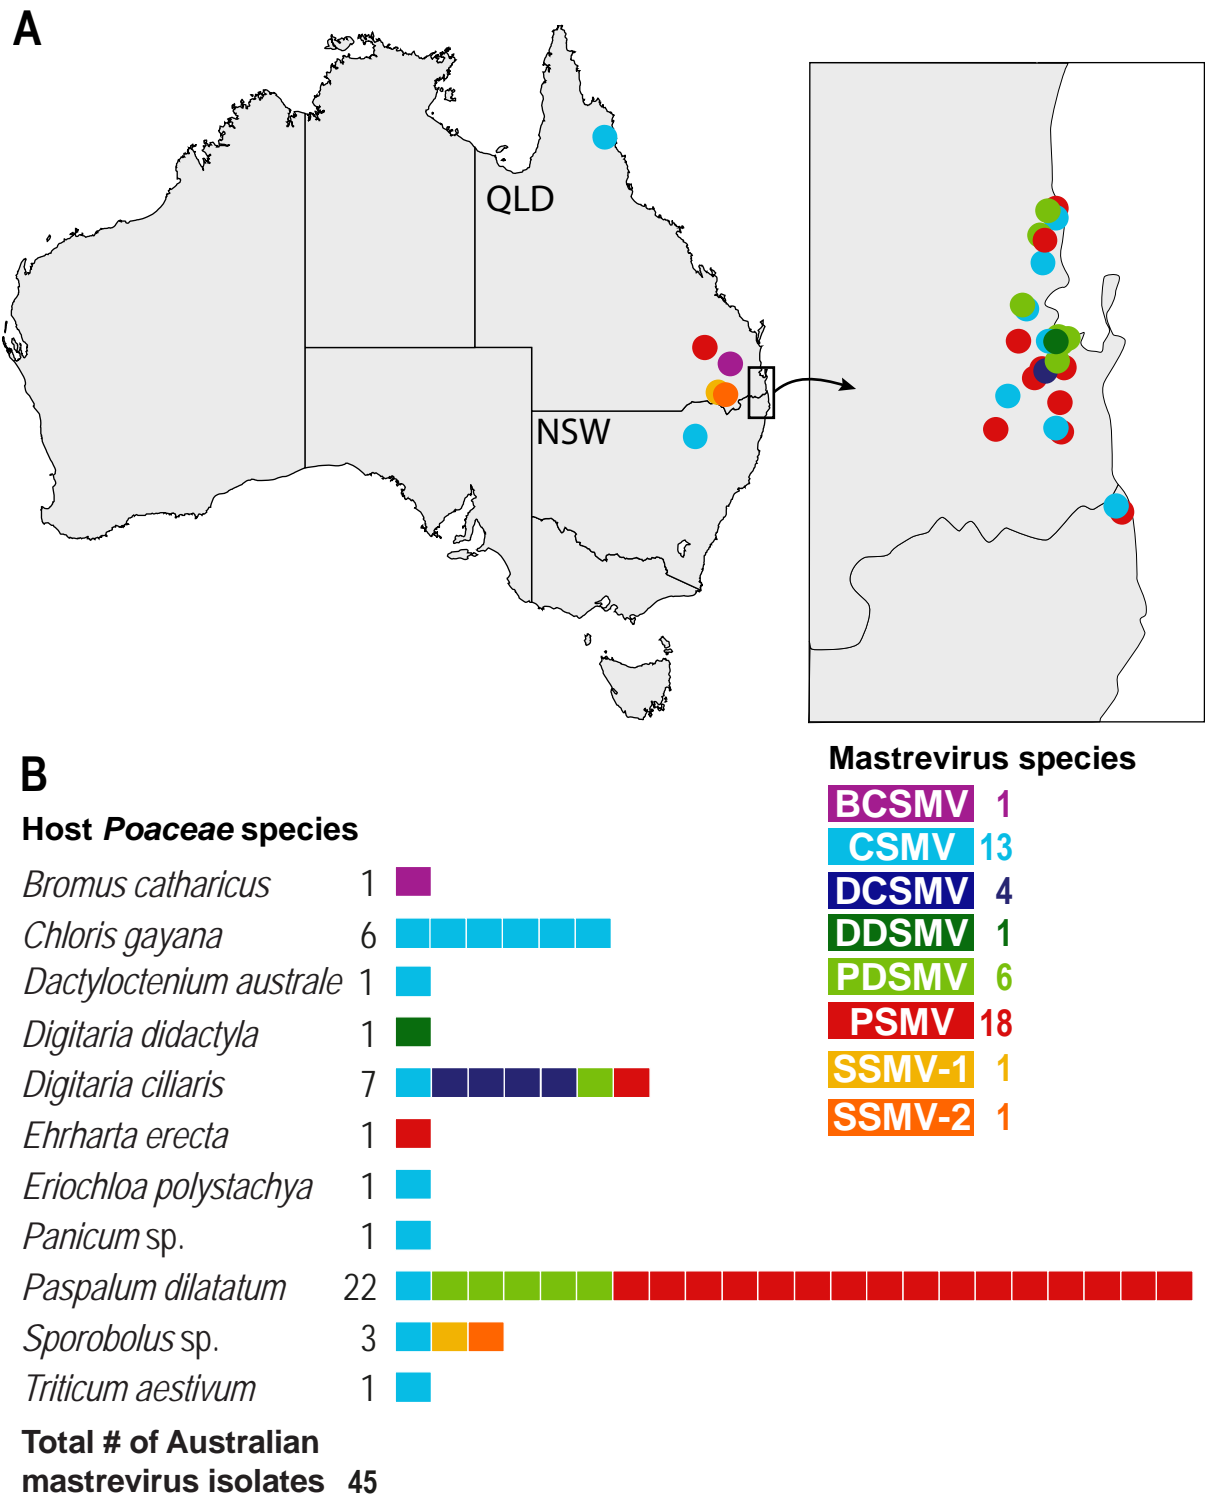 A
QLD
NSW
B
Host Poaceae species
Bromus catharicus 1
Chloris gayana 6
Dactyloctenium australe 1
Digitaria didactyla 1
Digitaria ciliaris 7
Ehrharta erecta 1
Eriochloa polystachya 1
Panicum sp. 1
Paspalum dilatatum 22
Sporobolus sp. 3
Triticum aestivum 1
Total # of Australian
mastrevirus isolates 45
Mastrevirus species
BCSMV 1
CSMV 13
DCSMV 4
DDSMV 1
PDSMV 6
PSMV 18
SSMV-1 1
SSMV-2 1